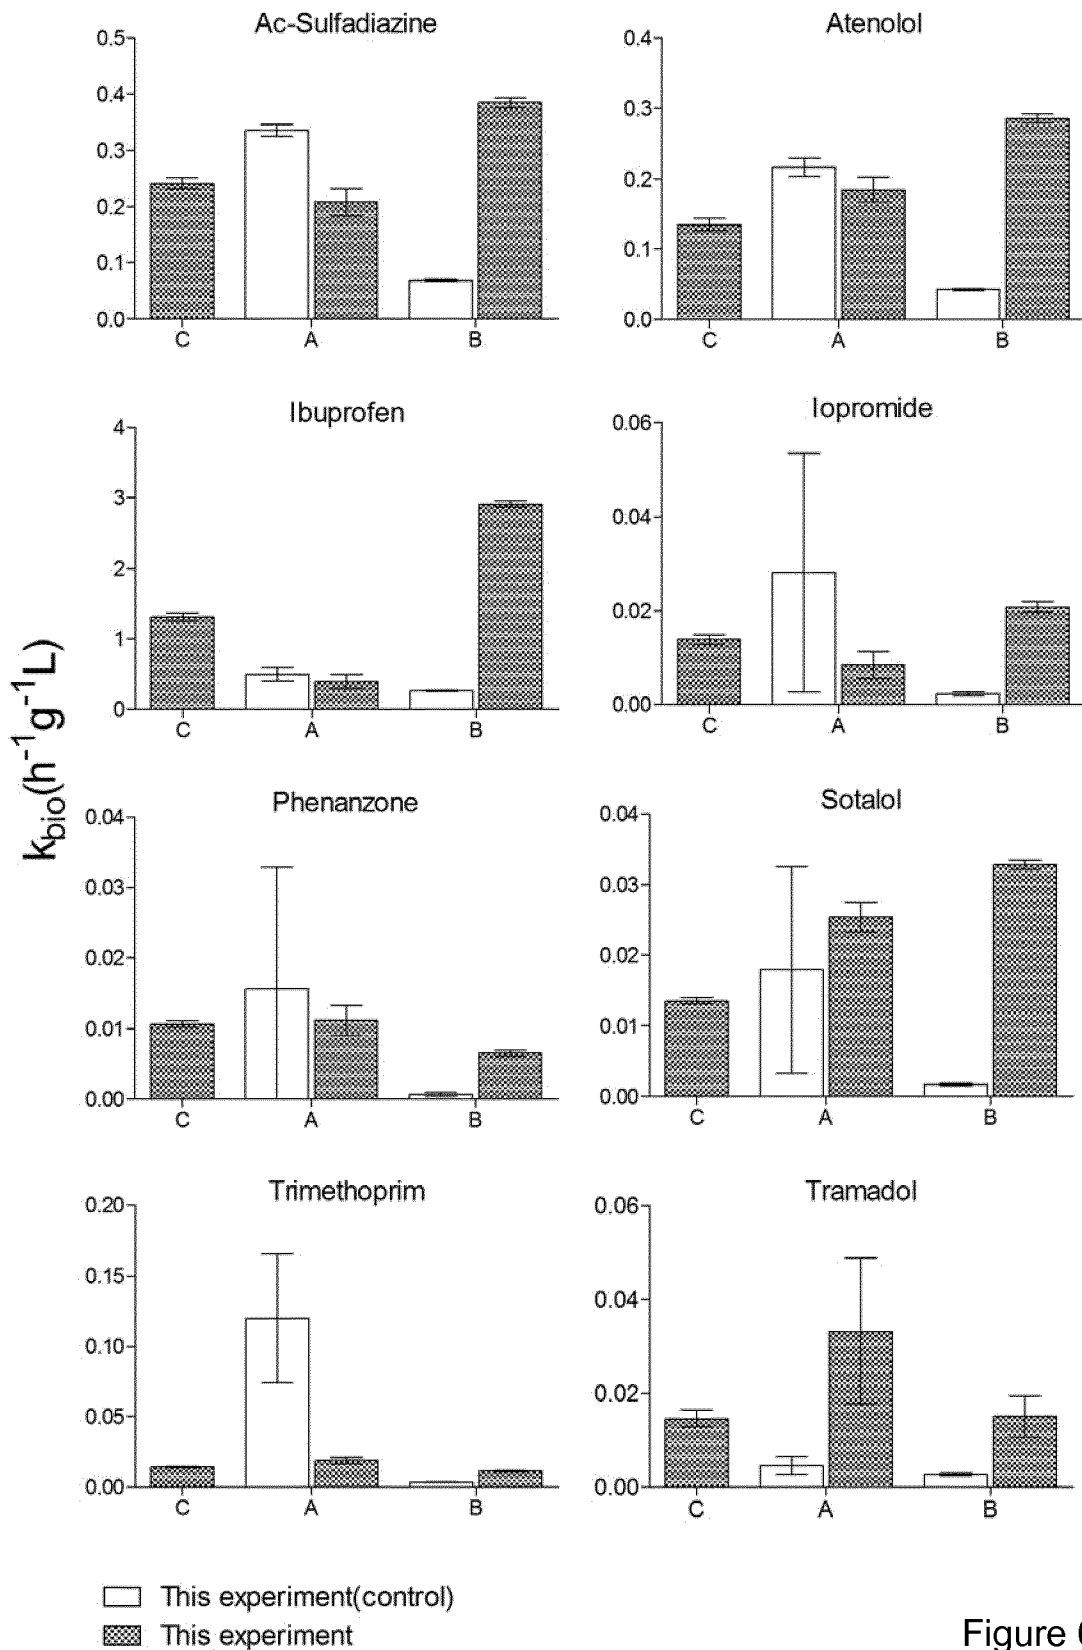 Ac-Sulfadiazine
0.5
0.4
0.3
0.2
0.1
0.0
C A B
Atenolol
0.4
0.3
0.2
0.1
0.0
C A B
Ibuprofen
4
3
2
1
0
C A B
Iopromide
0.06
0.04
0.02
0.00
C A B
kbio(h-1g-1L)
Phenanzone
0.04
0.03
0.02
0.01
0.00
C A B
Sotalol
0.04
0.03
0.02
0.01
0.00
C A B
Trimethoprim
0.20
0.15
0.10
0.05
0.00
C A B
Tramadol
0.06
0.04
0.02
0.00
C A B
This experiment(control)
This experiment
Figure